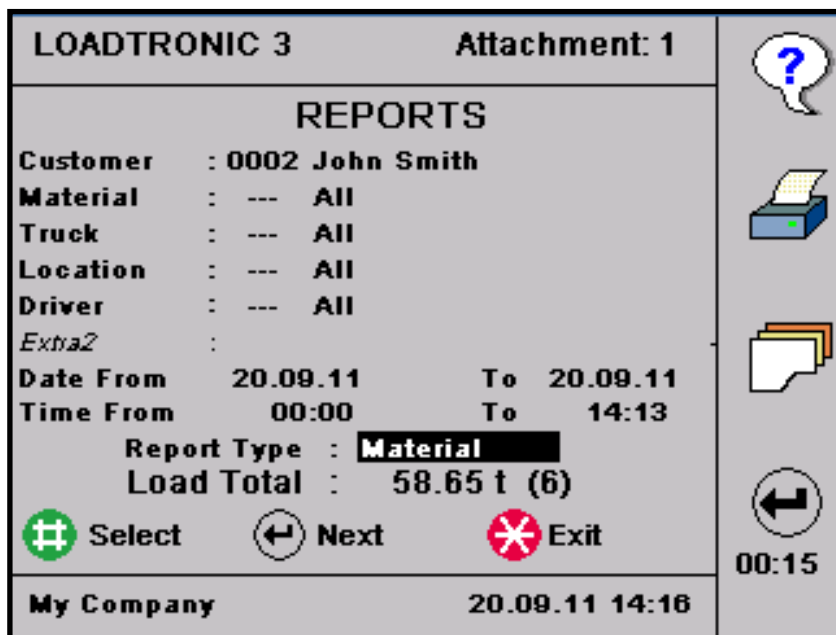 LOADTRONIC 3 Attachment: 1
?
REPORTS
Customer : 0002 John Smith
Material : --- All
Truck : --- All
Location : --- All
Driver : --- All
Extra2 :
Date From 20.09.11 To 20.09.11
Time From 00:00 To 14:13
Report Type : Material
Load Total : 58.65 t (6)
# Select ↵ Next * Exit
00:15
My Company 20.09.11 14:16